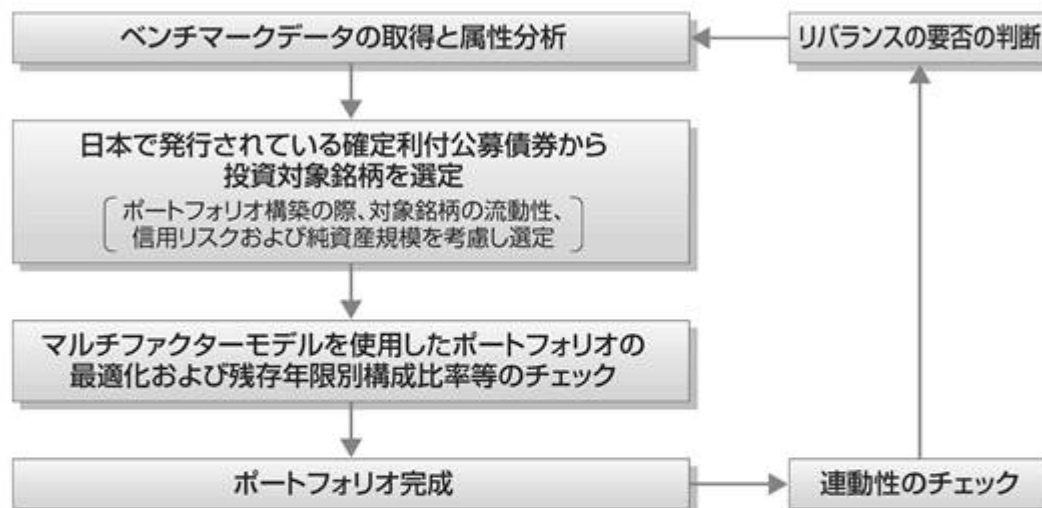 ベンチマークデータの取得と属性分析
リバランスの要否の判断
日本で発行されている確定利付公募債券から
投資対象銘柄を選定
ポートフォリオ構築の際、対象銘柄の流動性、
信用リスクおよび純資産規模を考慮し選定
マルチファクターモデルを使用したポートフォリオの
最適化および残存年限別構成比率等のチェック
ポートフォリオ完成
連動性のチェック